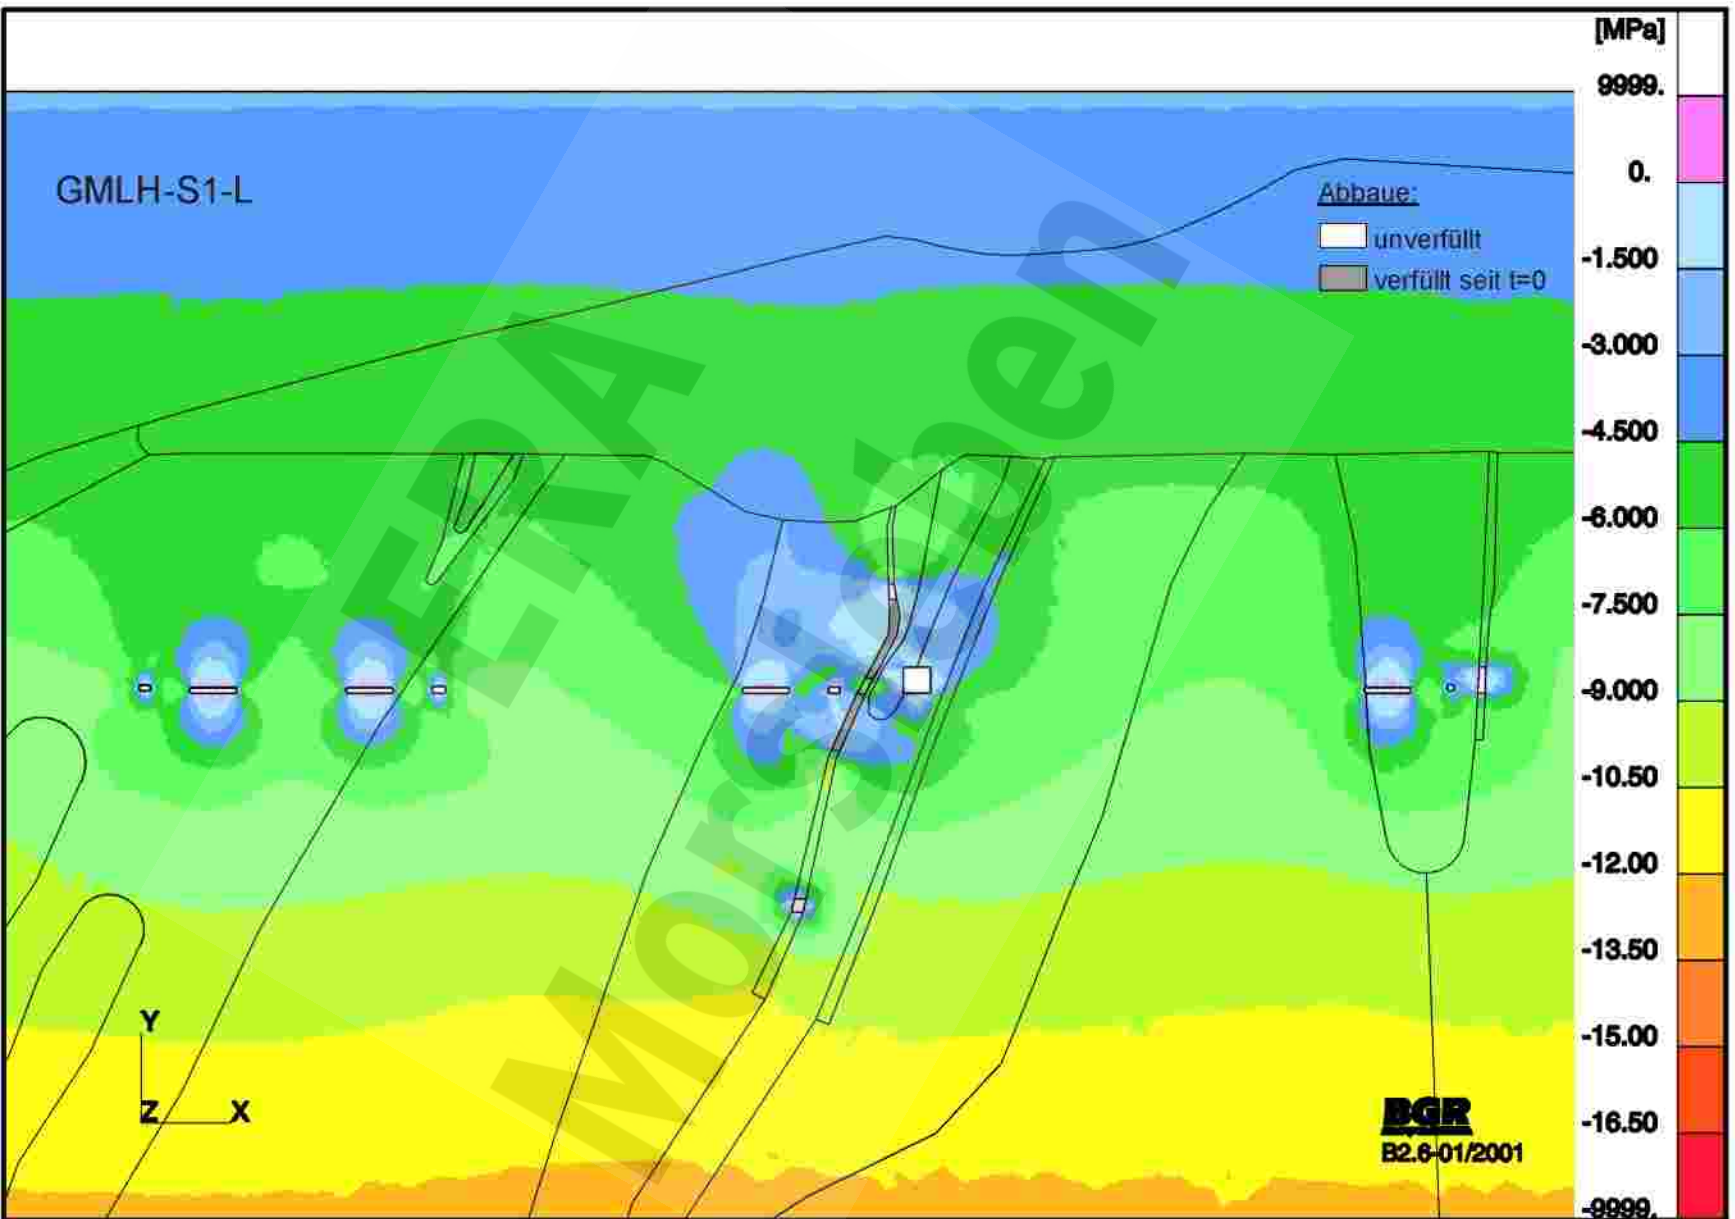 [MPa]
9999.
0.
-1.500
-3.000
-4.500
-6.000
-7.500
-9.000
-10.50
-12.00
-13.50
-15.00
-16.50
-9999.
GMLH-S1-L
Abbaue:
unverfüllt
verfüllt seit t=0
ERA
Morsleben
Y
Z X
BGR
B2.6-01/2001